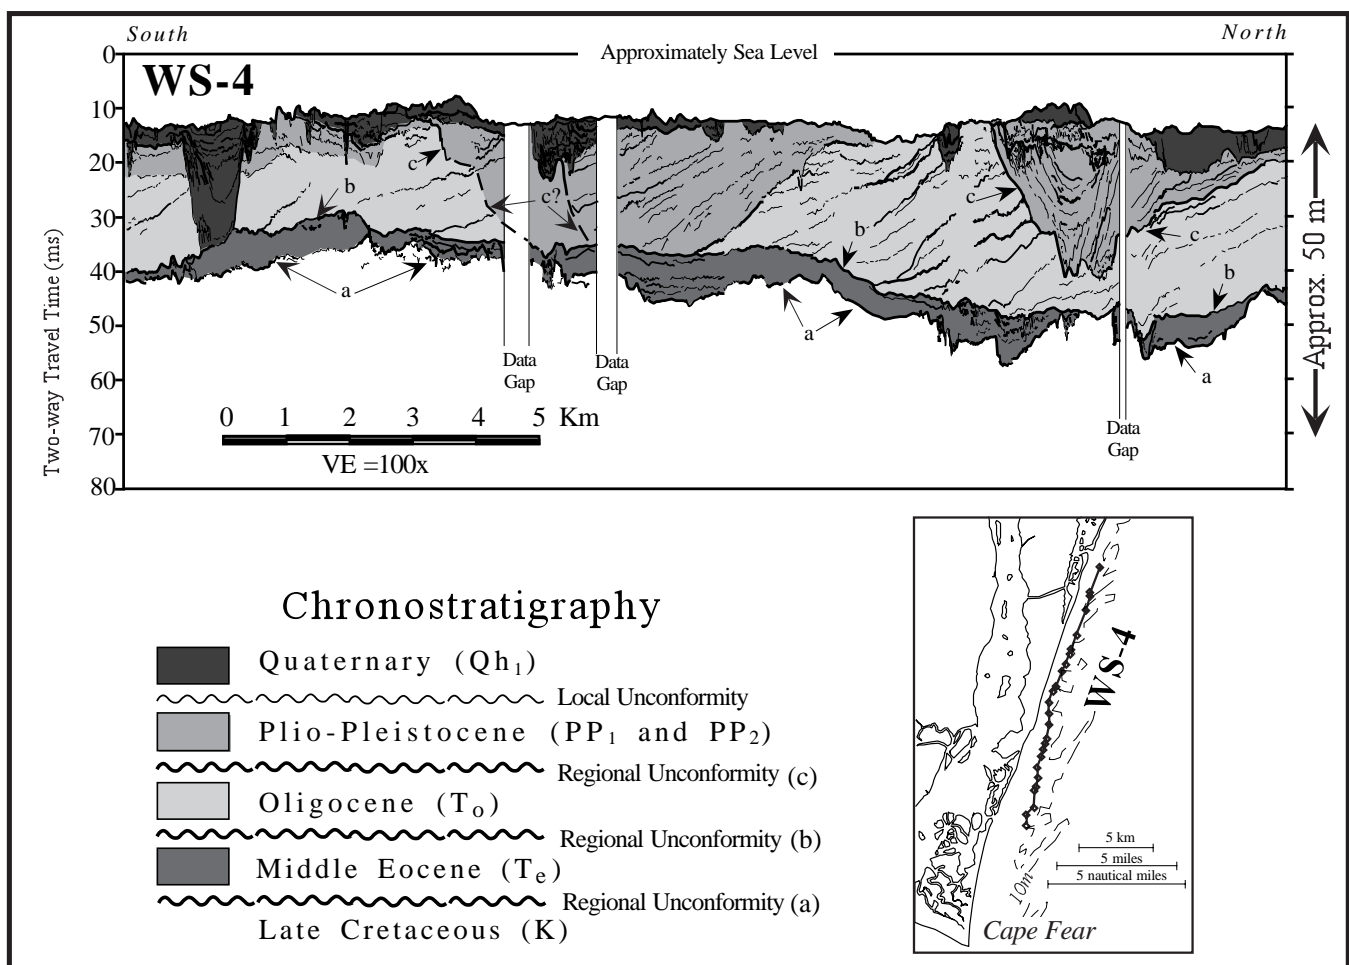 South
North
Approximately Sea Level
WS-4
0
10
20
30
40
50
60
70
80
Two-way Travel Time (ms)
c
b
a
c?
c
b
a
c
b
a
Data
Gap
Data
Gap
Data
Gap
Approx. 50 m
0 1 2 3 4 5 Km
VE =100x
Chronostratigraphy
Quaternary (Qh1)
Local Unconformity
Plio-Pleistocene (PP1 and PP2)
Regional Unconformity (c)
Oligocene (To)
Regional Unconformity (b)
Middle Eocene (Te)
Regional Unconformity (a)
Late Cretaceous (K)
WS-4
5 km
5 miles
5 nautical miles
10m
Cape Fear